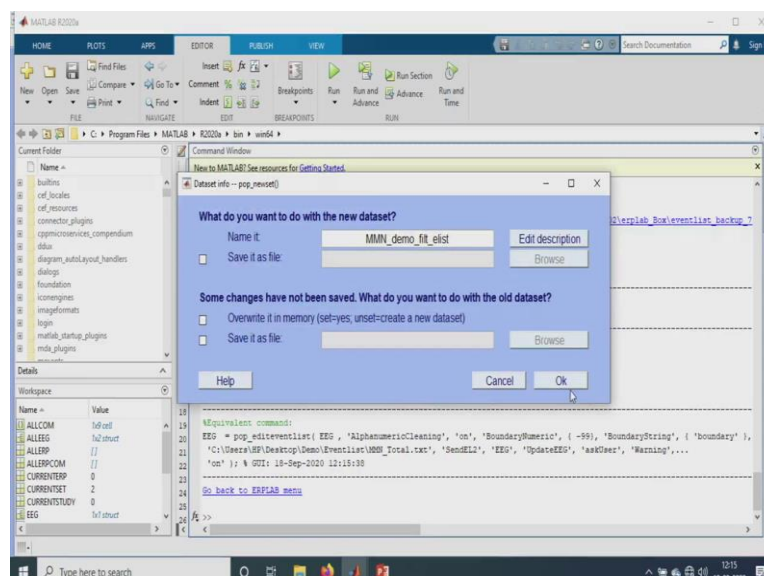 MATLAB R2020a
HOME PLOTS APPS EDITOR PUBLISH VIEW Search Documentation Sign
New Open Save Find Files Compare Print Go To Find Insert fx Comment % Indent Breakpoints Run Run and Advance Run Section Advance Run and Time
FILE NAVIGATE EDIT BREAKPOINTS RUN
C: Program Files MATLAB R2020a bin win64
Current Folder
Name
builtins
cef_locales
cef_resources
connector_plugins
cppmicroservices_compendium
ddux
diagram_autoLayout_handlers
dialogs
foundation
iconengines
imageformats
login
matlab_startup_plugins
mda_plugins
Details
Workspace
Name Value
ALLCOM 1x9 cell
ALLEEG 1x2 struct
ALLERP []
ALLERPCOM []
CURRENTERP 0
CURRENTSET 2
CURRENTSTUDY 0
EEG 1x1 struct
Command Window
New to MATLAB? See resources for Getting Started.
2\erplab_Box\eventlist_backup_7
Dataset info -- pop_newset()
What do you want to do with the new dataset?
Name it: MMN_demo_filt_elist Edit description
Save it as file: Browse
Some changes have not been saved. What do you want to do with the old dataset?
Overwrite it in memory (set=yes; unset=create a new dataset)
Save it as file: Browse
Help Cancel Ok
18
19 %Equivalent command:
20 EEG = pop_editeventlist( EEG , 'AlphanumericCleaning', 'on', 'BoundaryNumeric', { -99}, 'BoundaryString', { 'boundary' },
21 'C:\Users\HP\Desktop\Demo\Eventlist\MMN_Total.txt', 'SendEL2', 'EEG', 'UpdateEEG', 'askUser', 'Warning',...
22 'on' ); % GUI: 18-Sep-2020 12:15:38
23
24 Go back to ERPLAB menu
25
26 fx >>
Type here to search 12:15